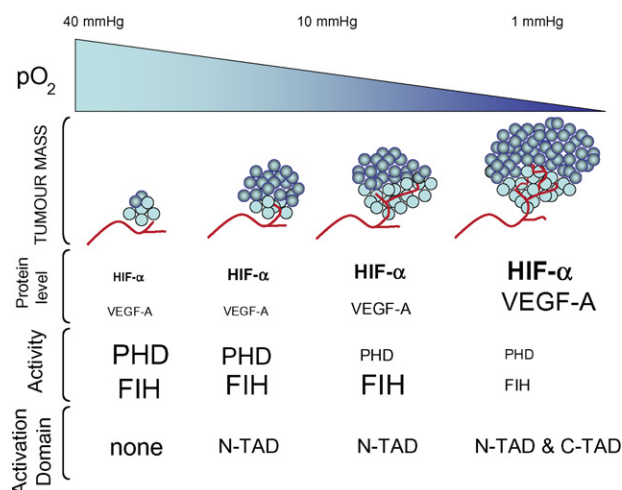 40 mmHg 10 mmHg 1 mmHg
pO2
TUMOUR MASS
Protein
level
HIF-α HIF-α HIF-α HIF-α
VEGF-A VEGF-A VEGF-A VEGF-A
Activity
PHD PHD PHD PHD
FIH FIH FIH FIH
Activation
Domain
none N-TAD N-TAD N-TAD & C-TAD